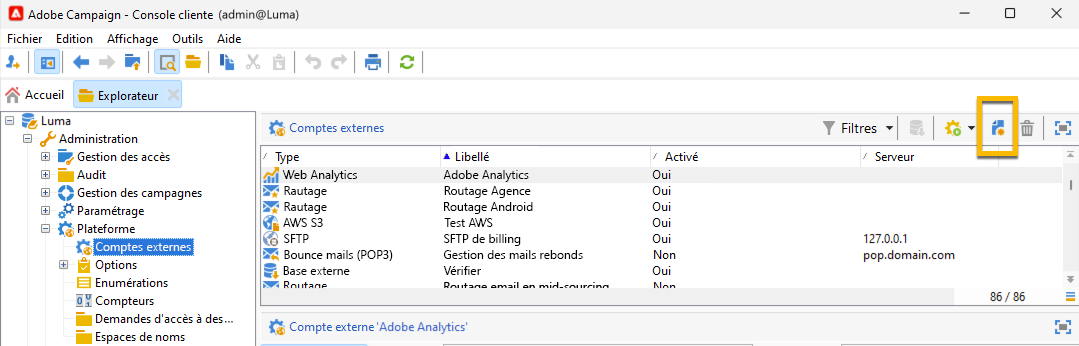 Adobe Campaign - Console cliente (admin@Luma)
Fichier Edition Affichage Outils Aide
Accueil Explorateur
Luma
Administration
Gestion des accès
Audit
Gestion des campagnes
Paramétrage
Plateforme
Comptes externes
Options
Enumérations
Compteurs
Demandes d'accès à des...
Espaces de noms
Comptes externes Filtres
Type Libellé Activé Serveur
Web Analytics Adobe Analytics Oui
Rautage Routage Agence Oui
Rautage Routage Android Oui
AWS S3 Test AWS Oui
SFTP SFTP de billing Oui 127.0.0.1
Bounce mails (POP3) Gestion des mails rebonds Non pop.domain.com
Base externe Vérifier Oui
Routage Routage email en mid-sourcing Non
86 / 86
Compte externe 'Adobe Analytics'